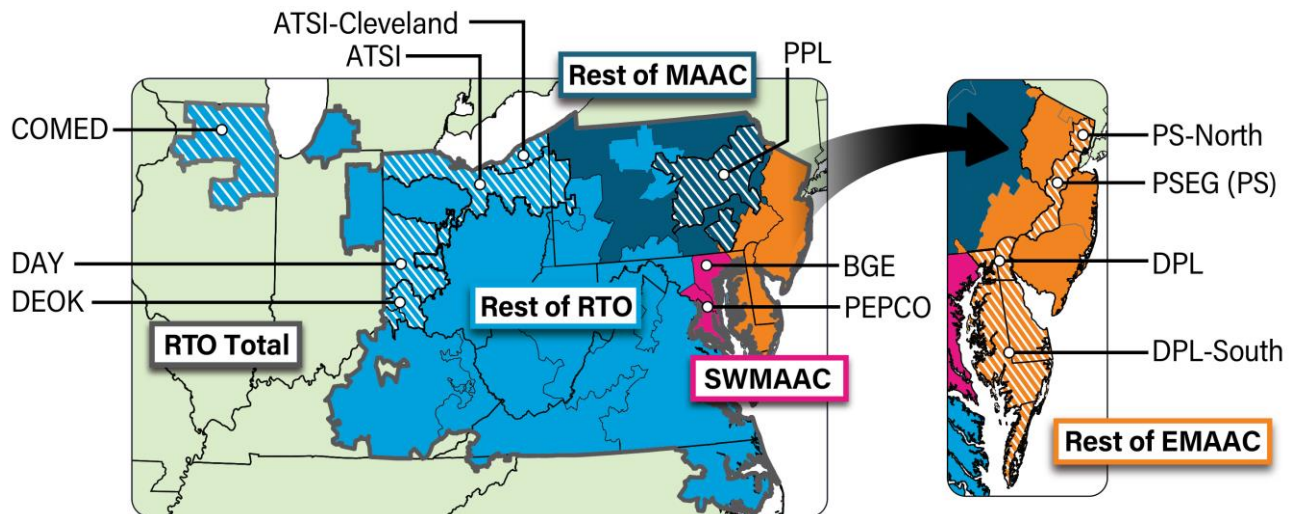 ATSI-Cleveland
ATSI
Rest of MAAC
PPL
COMED
DAY
DEOK
RTO Total
Rest of RTO
BGE
PEPCO
SWMAAC
PS-North
PSEG (PS)
DPL
DPL-South
Rest of EMAAC